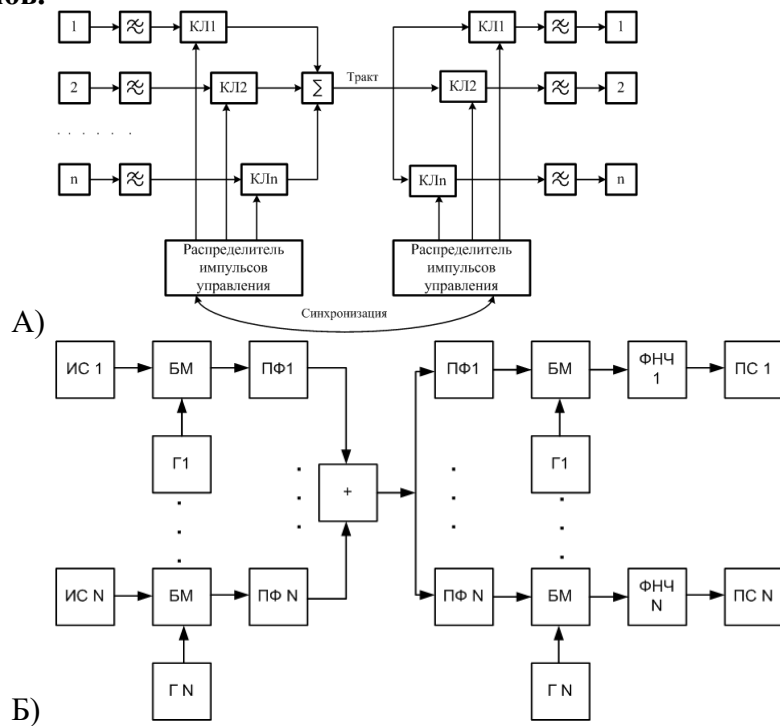 1 КЛ1 КЛ1 1
2 КЛ2 Σ Тракт КЛ2 2
. . . . . .
n КЛn КЛn n
Распределитель Распределитель
импульсов импульсов
управления управления
Синхронизация
А)
ИС 1 БМ ПФ1 ПФ1 БМ ФНЧ 1 ПС 1
Г1 + Г1
ИС N БМ ПФ N ПФ N БМ ФНЧ N ПС N
Г N Г N
Б)